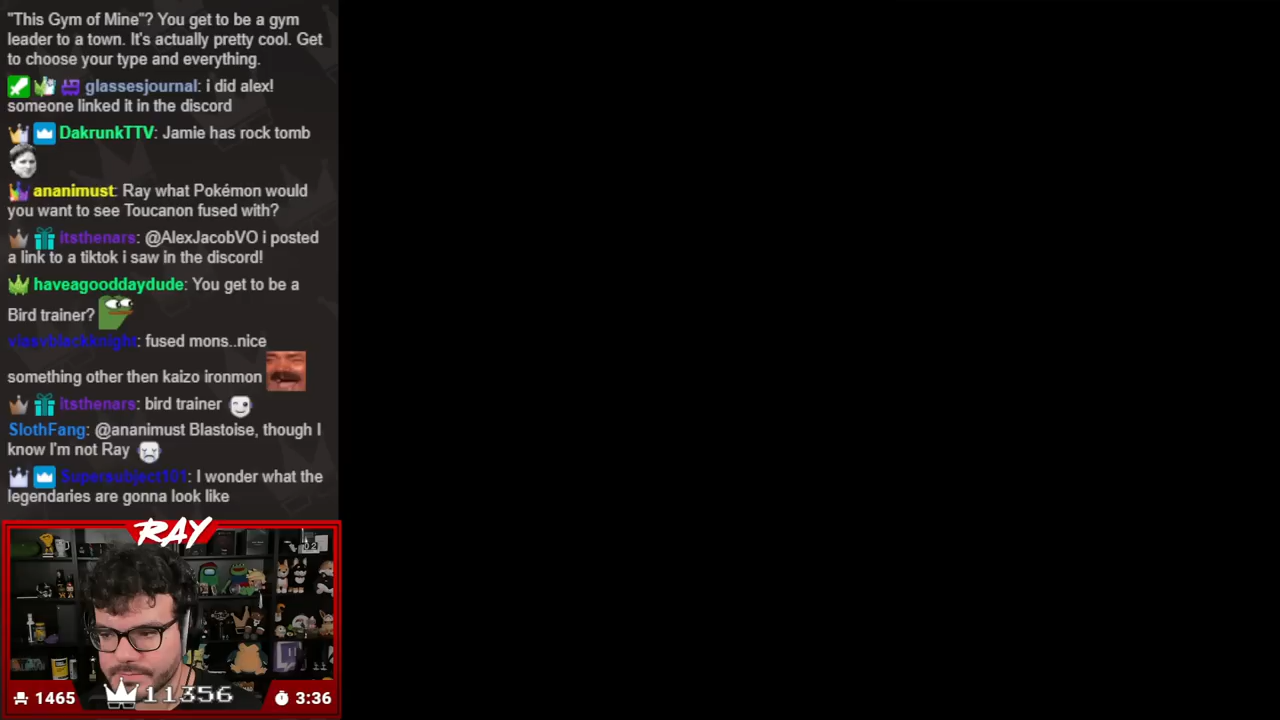 "This Gym of Mine"? You get to be a gym
leader to a town. It's actually pretty cool. Get
to choose your type and everything.
glassesjournal: i did alex!
someone linked it in the discord
DakrunkTTV: Jamie has rock tomb
ananimust: Ray what Pokémon would
you want to see Toucanon fused with?
itsthenars: @AlexJacobVO i posted
a link to a tiktok i saw in the discord!
haveagooddaydude: You get to be a
Bird trainer?
vlaavblackknight: fused mons..nice
something other then kaizo ironmon
itsthenars: bird trainer
SlothFang: @ananimust Blastoise, though I
know I'm not Ray
Supersubject101: I wonder what the
legendaries are gonna look like
RAY
1465 11356 3:36